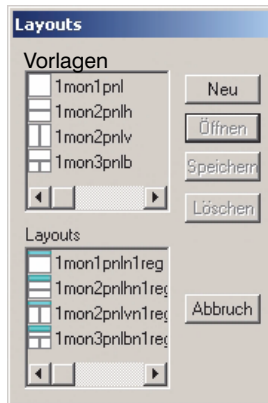 Layouts
Vorlagen
1mon1pnl
1mon2pnlh
1mon2pnlv
1mon3pnlb
Neu
Öffnen
Speichern
Löschen
Layouts
1mon1pnln1reg
1mon2pnlhn1reg
1mon2pnlvn1reg
1mon3pnlbn1reg
Abbruch